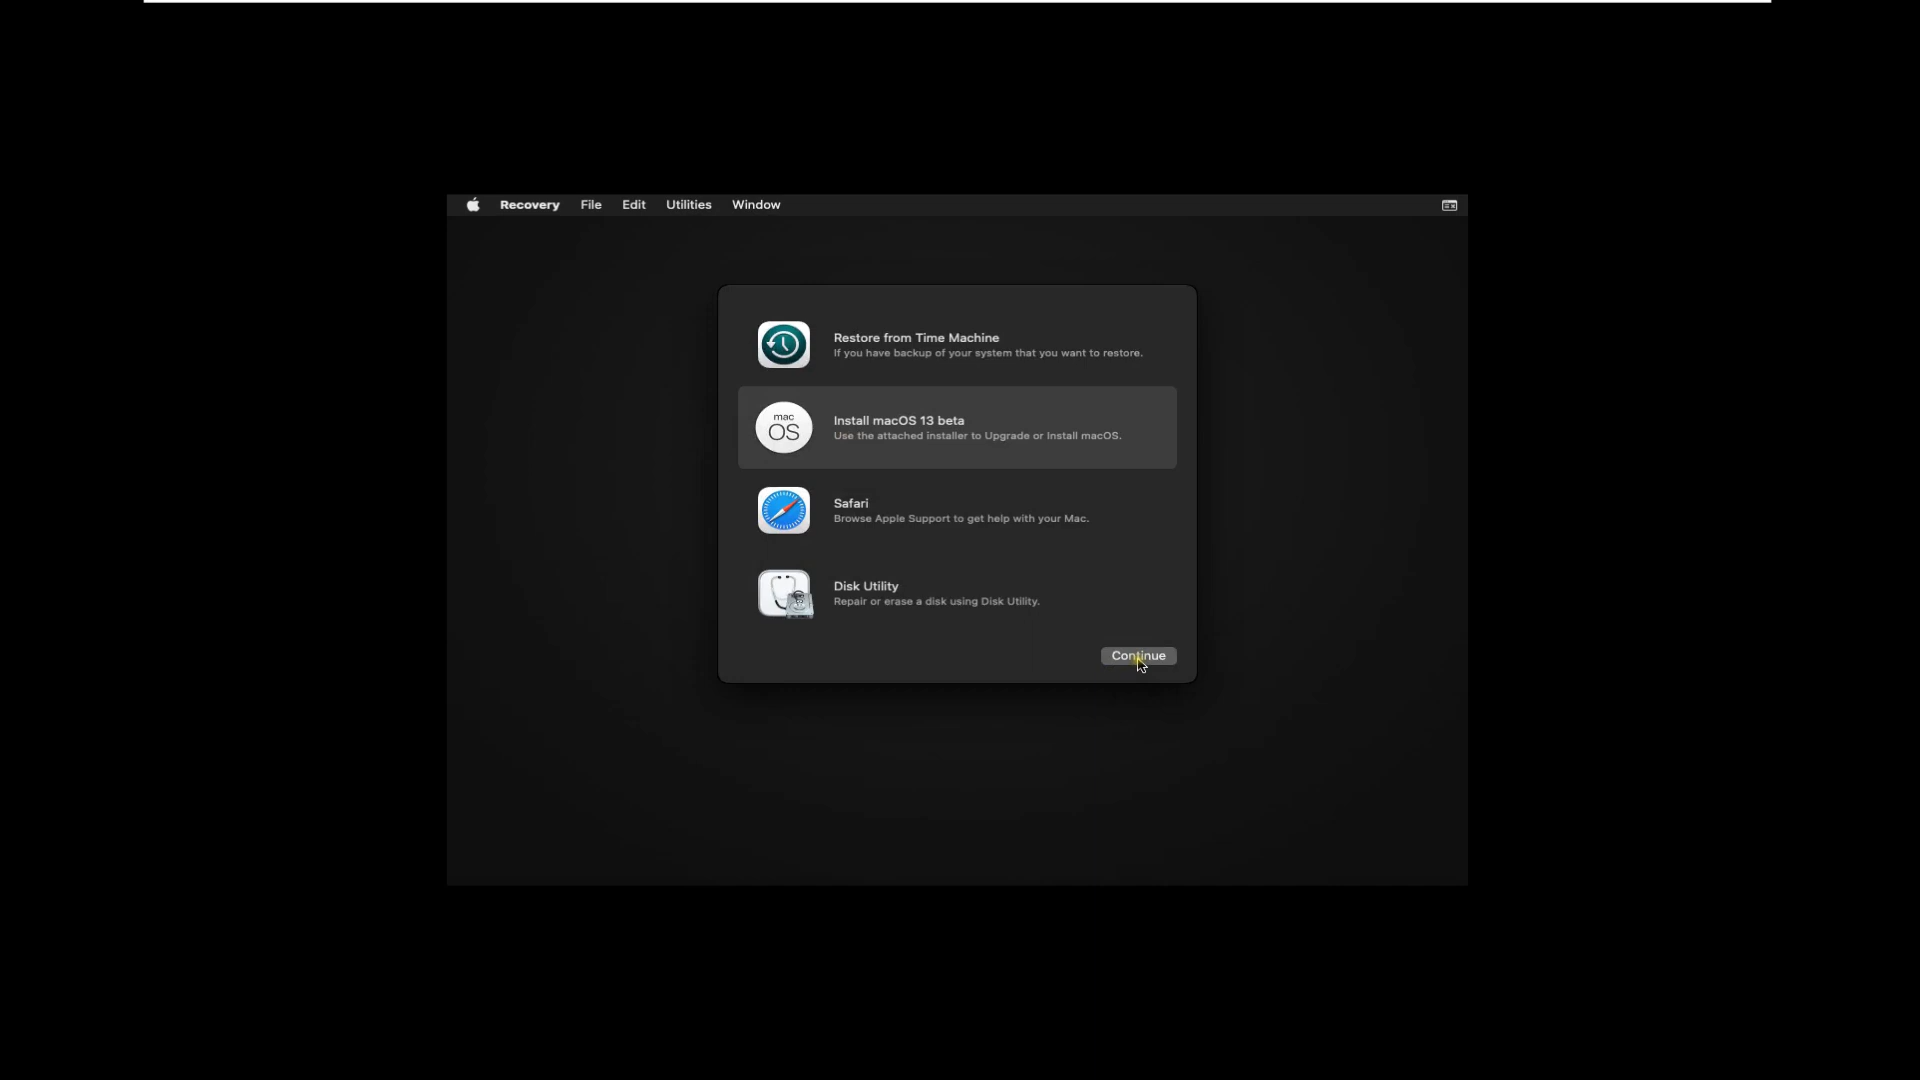 Recovery File Edit Utilities Window
Restore from Time Machine
If you have backup of your system that you want to restore.
mac
OS
Install macOS 13 beta
Use the attached installer to Upgrade or Install macOS.
Safari
Browse Apple Support to get help with your Mac.
Disk Utility
Repair or erase a disk using Disk Utility.
Continue